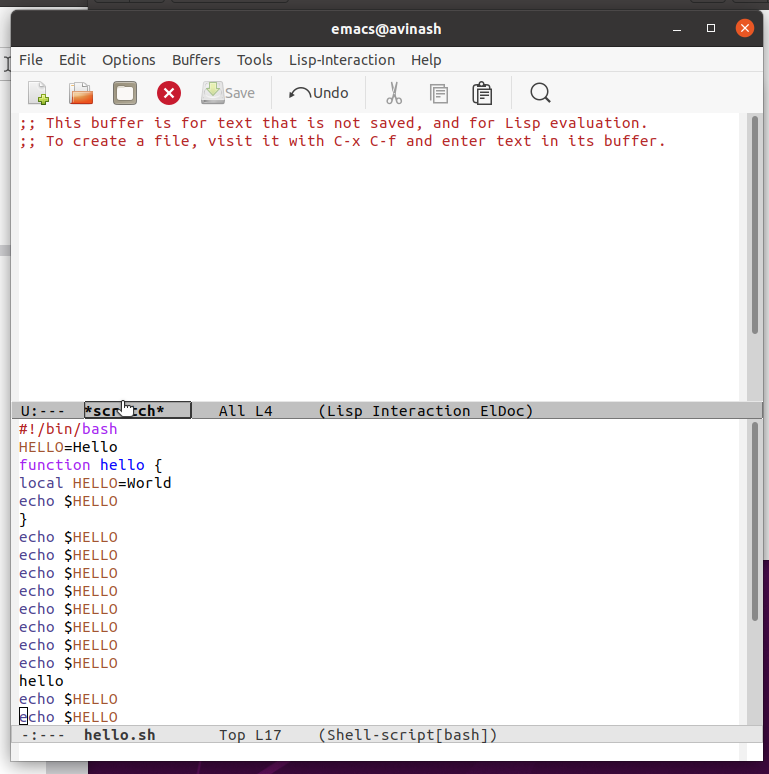 emacs@avinash
File Edit Options Buffers Tools Lisp-Interaction Help
Save Undo
;; This buffer is for text that is not saved, and for Lisp evaluation.
;; To create a file, visit it with C-x C-f and enter text in its buffer.
U:--- *scratch* All L4 (Lisp Interaction ElDoc)
#!/bin/bash
HELLO=Hello
function hello {
local HELLO=World
echo $HELLO
}
echo $HELLO
echo $HELLO
echo $HELLO
echo $HELLO
echo $HELLO
echo $HELLO
echo $HELLO
echo $HELLO
hello
echo $HELLO
echo $HELLO
-:--- hello.sh Top L17 (Shell-script[bash])